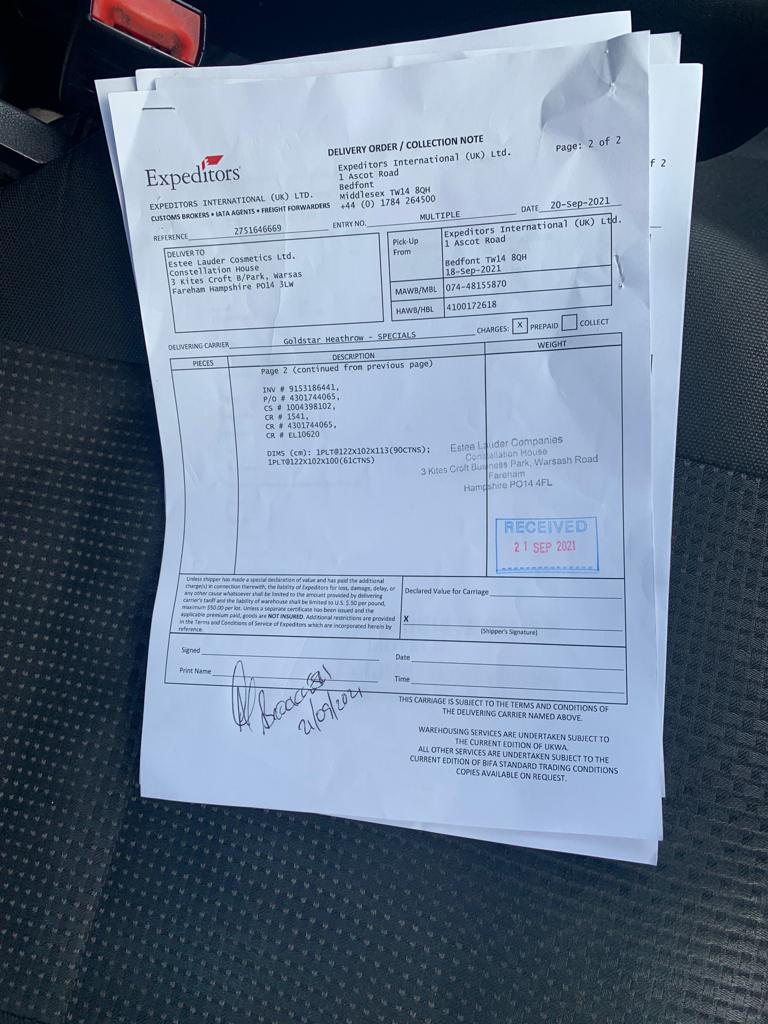 DELIVERY ORDER / COLLECTION NOTE
Page: 2 of 2
f 2
Expeditors
EXPEDITORS INTERNATIONAL (UK) LTD.
CUSTOMS BROKERS • IATA AGENTS • FREIGHT FORWARDERS
Expeditors International (UK) Ltd.
1 Ascot Road
Bedfont
Middlesex TW14 8QH
+44 (0) 1784 264500
REFERENCE 2751646669 ENTRY NO. MULTIPLE DATE 20-Sep-2021
DELIVER TO
Estee Lauder Cosmetics Ltd.
Constellation House
3 Kites Croft B/Park, Warsas
Fareham Hampshire PO14 3LW
Pick-Up From
Expeditors International (UK) Ltd.
1 Ascot Road
Bedfont TW14 8QH
18-Sep-2021
MAWB/MBL 074-48155870
HAWB/HBL 4100172618
DELIVERING CARRIER Goldstar Heathrow - SPECIALS CHARGES: X PREPAID COLLECT
PIECES DESCRIPTION WEIGHT
Page 2 (continued from previous page)
INV # 9153186441,
P/O # 4301744065,
CS # 1004398102,
CR # 1541,
CR # 4301744065,
CR # EL10620
DIMS (cm): 1PLT@122x102x113(90CTNS);
1PLT@122x102x100(61CTNS)
Estee Lauder Companies
Constellation House
3 Kites Croft Business Park, Warsash Road
Fareham
Hampshire PO14 4FL
RECEIVED
21 SEP 2021
Unless shipper has made a special declaration of value and has paid the additional
charge(s) in connection therewith, the liability of Expeditors for loss, damage, delay, or
any other cause whatsoever shall be limited to the amount provided by delivering
carrier's tariff and the liability of warehouse shall be limited to U.S. $.50 per pound,
maximum $50.00 per lot. Unless a separate certificate has been issued and the
applicable premium paid, goods are NOT INSURED. Additional restrictions are provided
in the Terms and Conditions of Service of Expeditors which are incorporated herein by
reference.
Declared Value for Carriage
X
(Shipper's Signature)
Signed
Date
Print Name
Time
21/09/2021
THIS CARRIAGE IS SUBJECT TO THE TERMS AND CONDITIONS OF
THE DELIVERING CARRIER NAMED ABOVE.
WAREHOUSING SERVICES ARE UNDERTAKEN SUBJECT TO
THE CURRENT EDITION OF UKWA.
ALL OTHER SERVICES ARE UNDERTAKEN SUBJECT TO THE
CURRENT EDITION OF BIFA STANDARD TRADING CONDITIONS
COPIES AVAILABLE ON REQUEST.